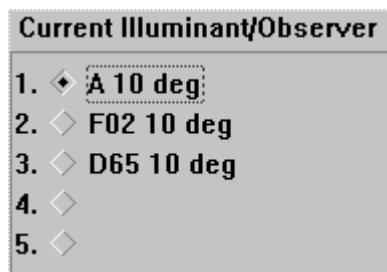 Current Illuminant/Observer
1. A 10 deg
2. F02 10 deg
3. D65 10 deg
4.
5.